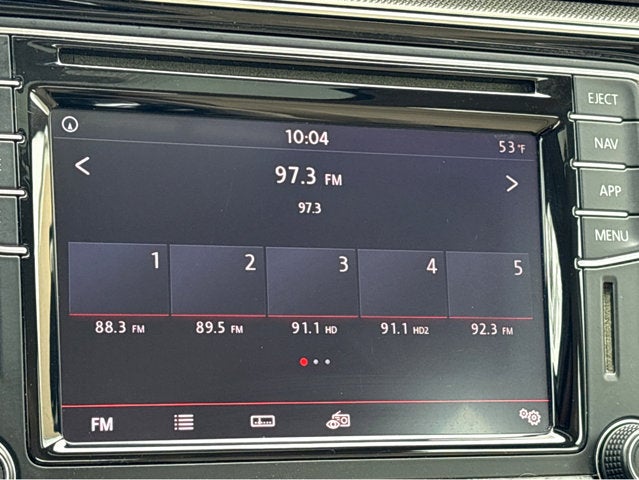 10:04
53°F
97.3 FM
97.3
1 2 3 4 5
88.3 FM 89.5 FM 91.1 HD 91.1 HD2 92.3 FM
FM
EJECT
NAV
APP
MENU